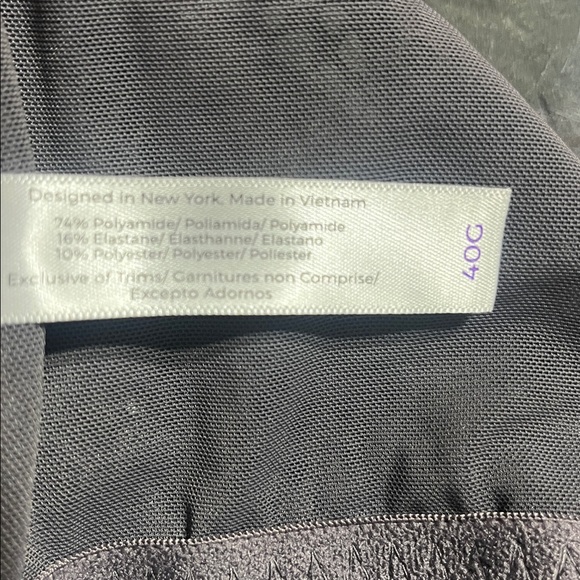 Designed in New York. Made in Vietnam
74% Polyamide/ Poliamida/ Polyamide
16% Elastane/ Elasthanne/ Elastano
10% Polyester/ Polyester/ Poliester
Exclusive of Trims/ Garnitures non Comprise/
Excepto Adornos
40G